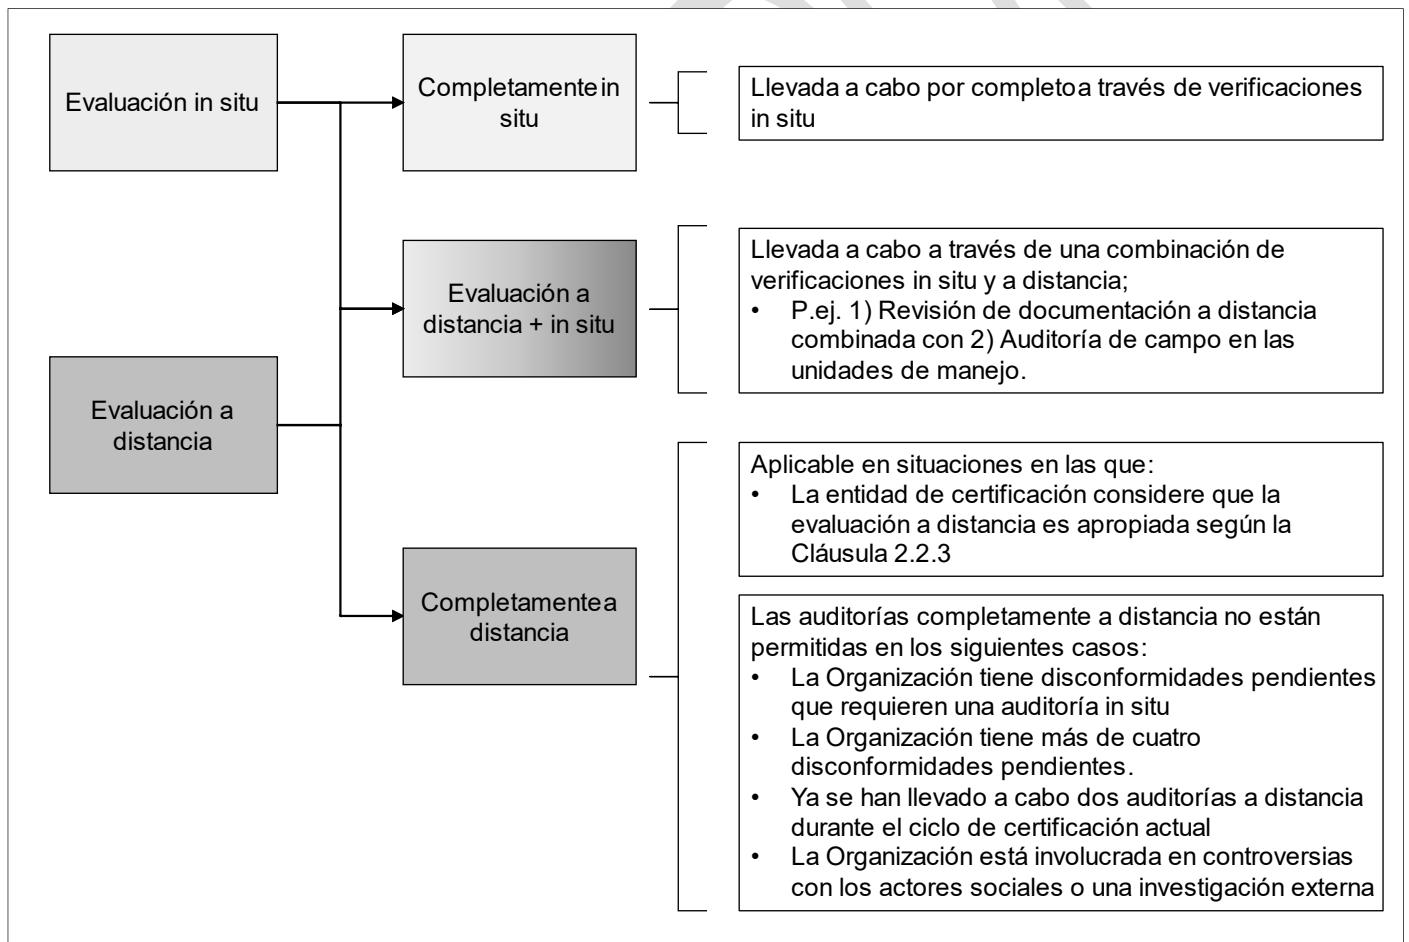 Evaluación in situ
Completamentein
situ
Llevada a cabo por completoa través de verificaciones
in situ
Evaluación a
distancia + in situ
Llevada a cabo a través de una combinación de
verificaciones in situ y a distancia;
• P.ej. 1) Revisión de documentación a distancia
combinada con 2) Auditoría de campo en las
unidades de manejo.
Evaluación a
distancia
Completamentea
distancia
Aplicable en situaciones en las que:
• La entidad de certificación considere que la
evaluación a distancia es apropiada según la
Cláusula 2.2.3
Las auditorías completamente a distancia no están
permitidas en los siguientes casos:
• La Organización tiene disconformidades pendientes
que requieren una auditoría in situ
• La Organización tiene más de cuatro
disconformidades pendientes.
• Ya se han llevado a cabo dos auditorías a distancia
durante el ciclo de certificación actual
• La Organización está involucrada en controversias
con los actores sociales o una investigación externa